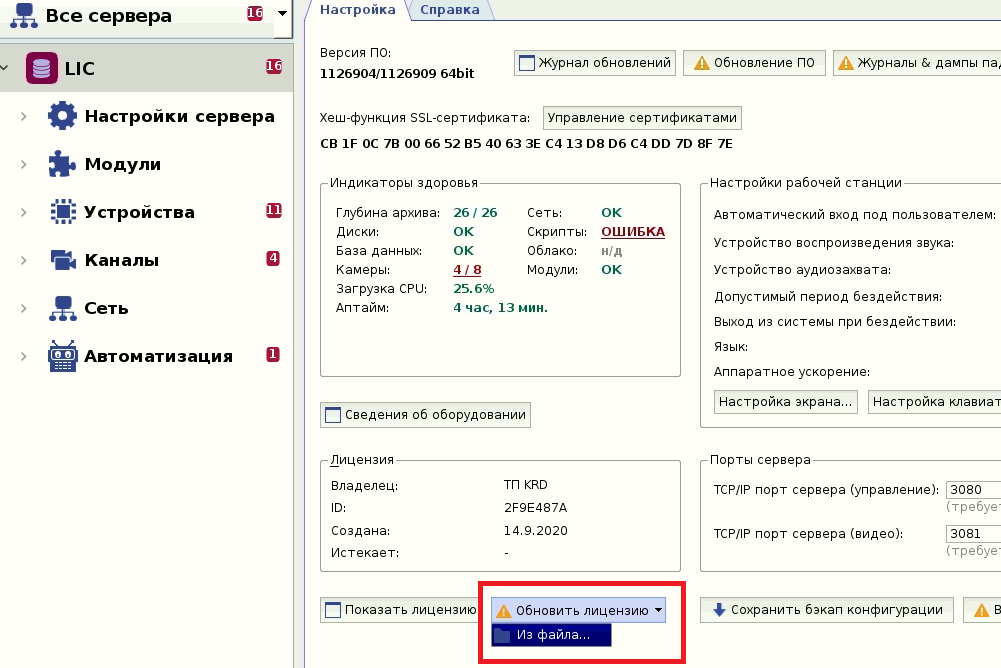 Все сервера 16
LIC 16
Настройки сервера
Модули
Устройства 11
Каналы 4
Сеть
Автоматизация 1
Настройка Справка
Версия ПО:
1126904/1126909 64bit
Журнал обновлений Обновление ПО Журналы & дампы
Хеш-функция SSL-сертификата: Управление сертификатами
CB 1F 0C 7B 00 66 52 B5 40 63 3E C4 13 D8 D6 C4 DD 7D 8F 7E
Индикаторы здоровья
Глубина архива: 26 / 26 Сеть: OK
Диски: OK Скрипты: ОШИБКА
База данных: OK Облако: н/д
Камеры: 4 / 8 Модули: OK
Загрузка CPU: 25.6%
Аптайм: 4 час, 13 мин.
Сведения об оборудовании
Лицензия
Владелец: ТП KRD
ID: 2F9E487A
Создана: 14.9.2020
Истекает: -
Показать лицензию Обновить лицензию
Из файла...
Настройки рабочей станции
Автоматический вход под пользователем:
Устройство воспроизведения звука:
Устройство аудиозахвата:
Допустимый период бездействия:
Выход из системы при бездействии:
Язык:
Аппаратное ускорение:
Настройка экрана... Настройка
Порты сервера
TCP/IP порт сервера (управление): 3080
TCP/IP порт сервера (видео): 3081
Сохранить бэкап конфигурации